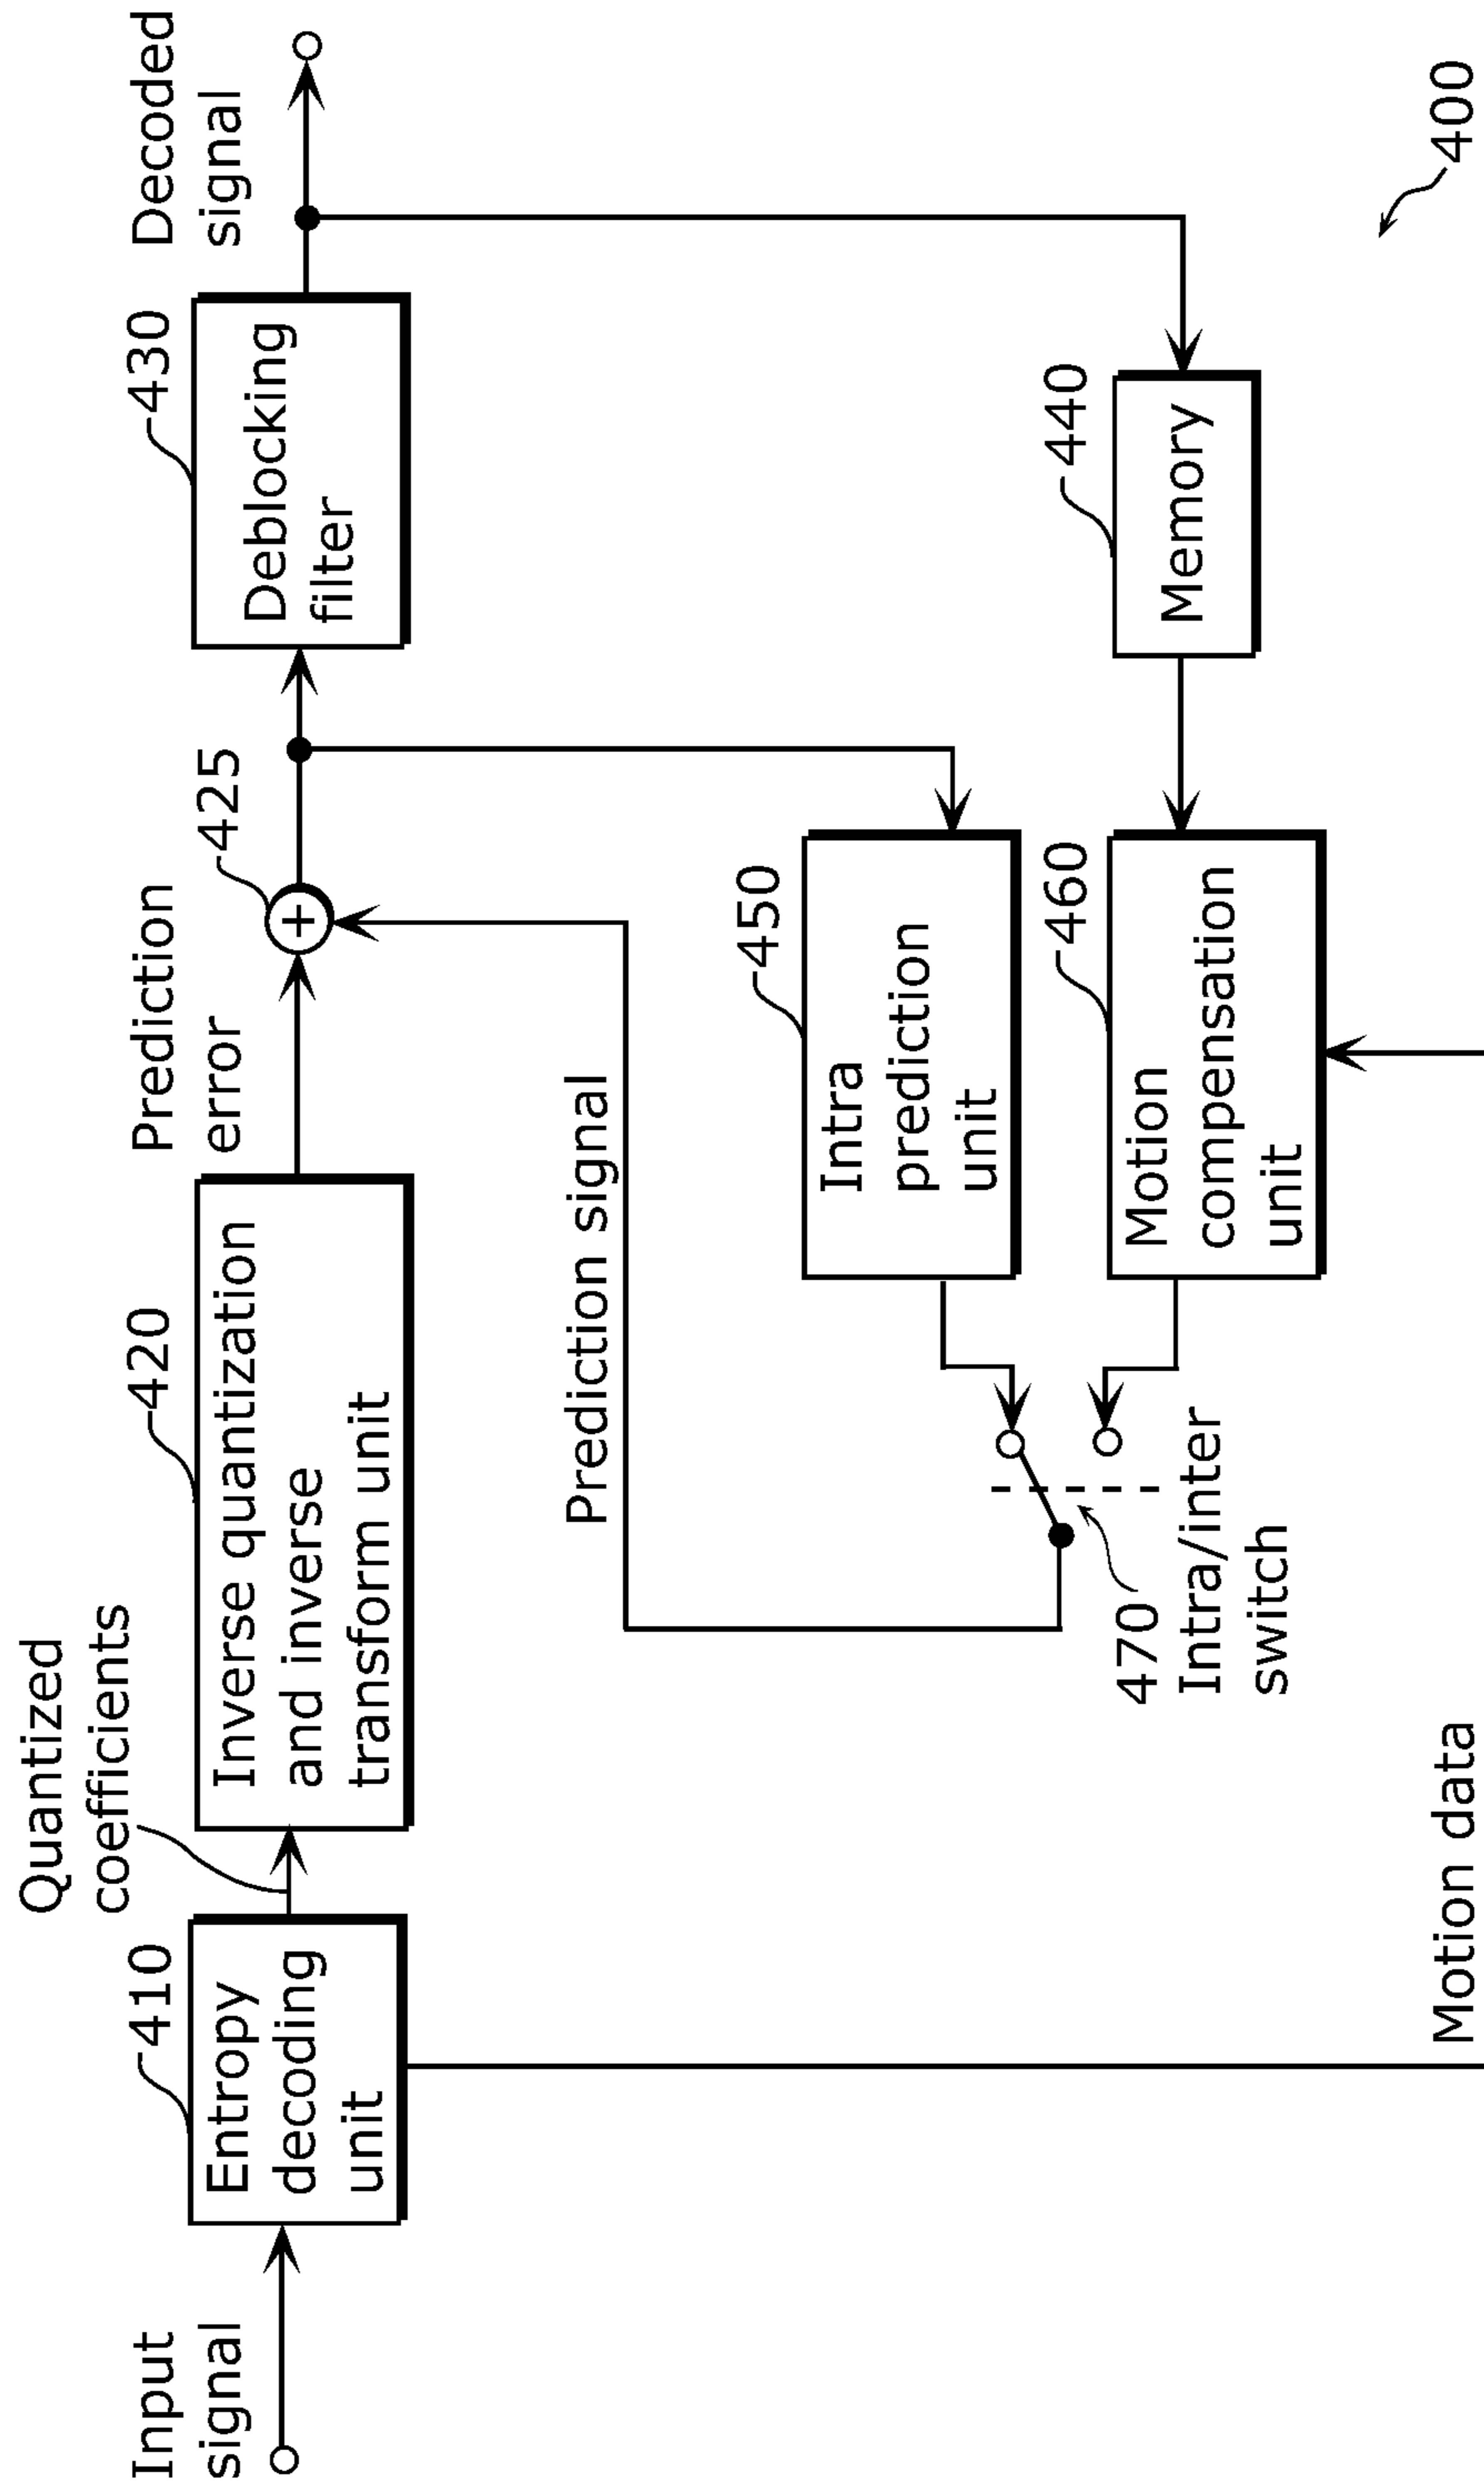 Input
signal
410
Entropy
decoding
unit
Quantized
coefficients
420
Inverse quantization
and inverse
transform unit
Prediction
error
425
+
430
Deblocking
filter
Decoded
signal
Prediction signal
450
Intra
prediction
unit
440
Memory
460
Motion
compensation
unit
470
Intra/inter
switch
Motion data
400